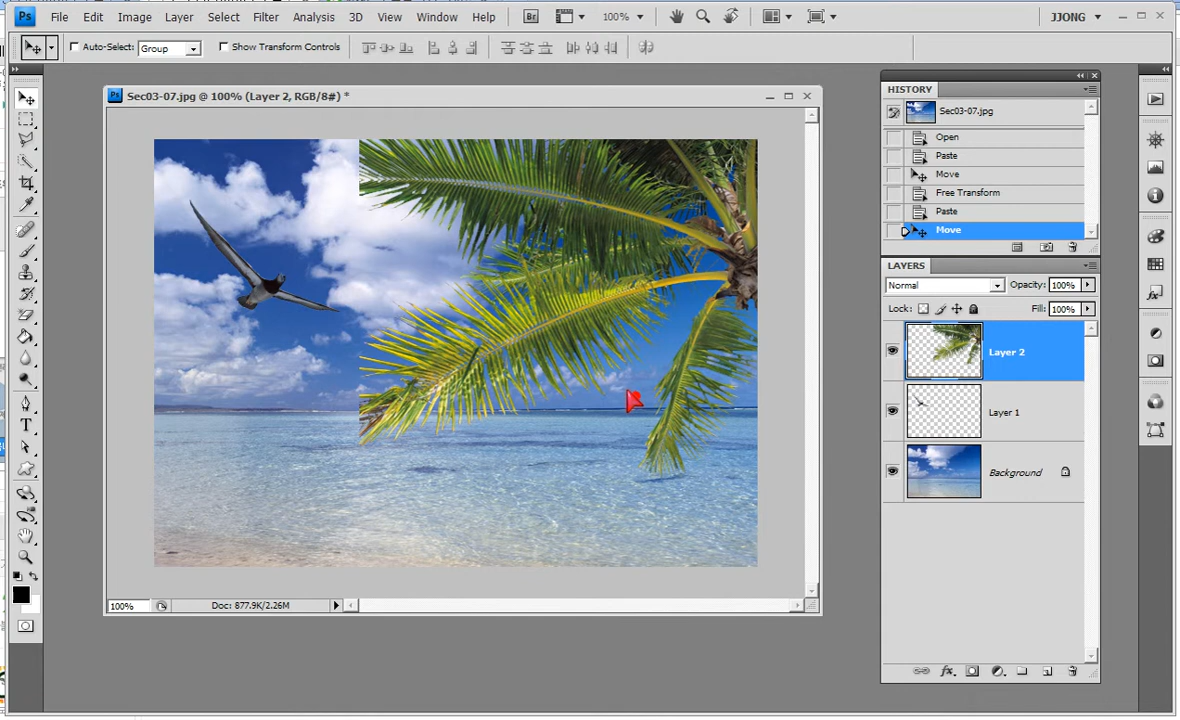 Ps File Edit Image Layer Select Filter Analysis 3D View Window Help Br 100% JJONG
Auto-Select: Group Show Transform Controls
Ps Sec03-07.jpg @ 100% (Layer 2, RGB/8#) *
HISTORY
Sec03-07.jpg
Open
Paste
Move
Free Transform
Paste
Move
LAYERS
Normal Opacity: 100%
Lock: Fill: 100%
Layer 2
Layer 1
Background
100% Doc: 877.9K/2.26M